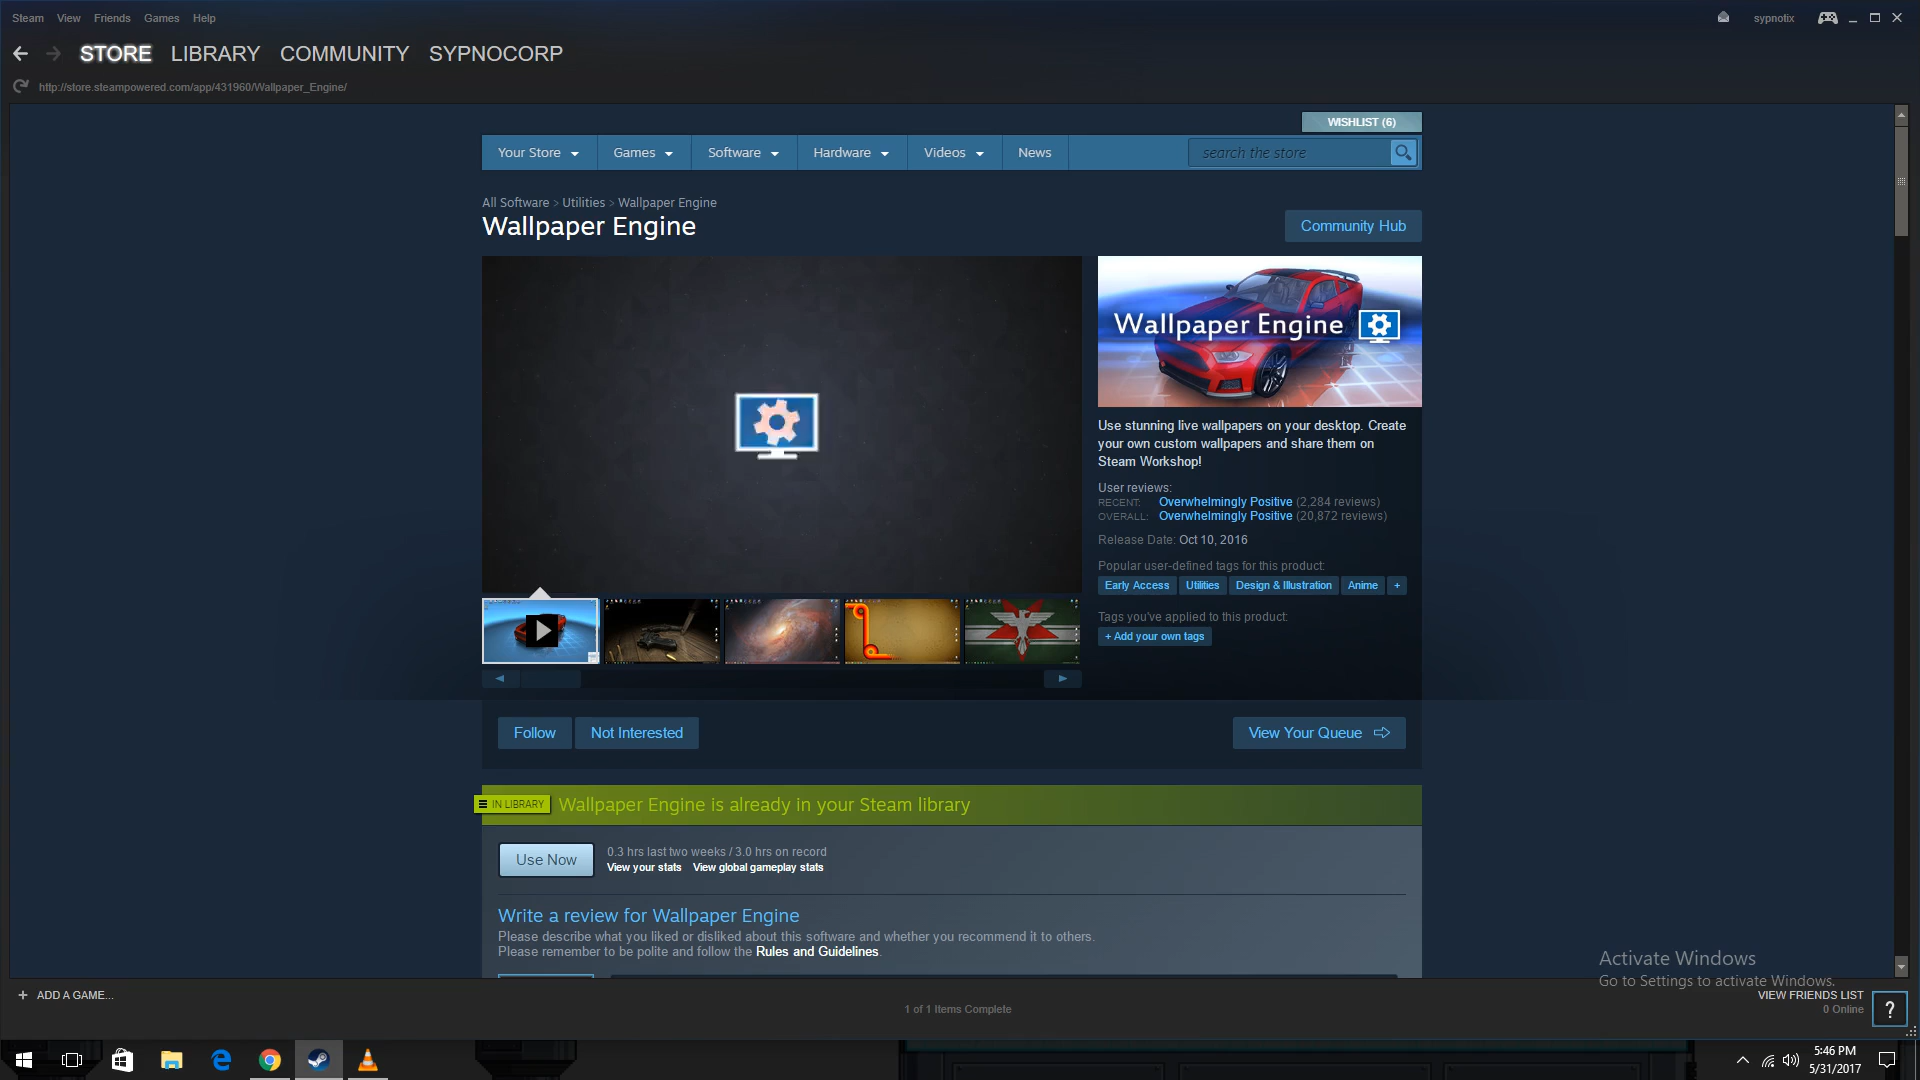 Steam View Friends Games Help
sypnotix
STORE LIBRARY COMMUNITY SYPNOCORP
http://store.steampowered.com/app/431960/Wallpaper_Engine/
WISHLIST (6)
Your Store Games Software Hardware Videos News search the store
All Software > Utilities > Wallpaper Engine
Wallpaper Engine
Community Hub
Wallpaper Engine
Use stunning live wallpapers on your desktop. Create
your own custom wallpapers and share them on
Steam Workshop!
User reviews:
RECENT: Overwhelmingly Positive (2,284 reviews)
OVERALL: Overwhelmingly Positive (20,872 reviews)
Release Date: Oct 10, 2016
Popular user-defined tags for this product:
Early Access Utilities Design & Illustration Anime +
Tags you've applied to this product:
+ Add your own tags
Follow Not Interested View Your Queue
IN LIBRARY Wallpaper Engine is already in your Steam library
Use Now
0.3 hrs last two weeks / 3.0 hrs on record
View your stats View global gameplay stats
Write a review for Wallpaper Engine
Please describe what you liked or disliked about this software and whether you recommend it to others.
Please remember to be polite and follow the Rules and Guidelines.
Activate Windows
Go to Settings to activate Windows.
+ ADD A GAME...
1 of 1 Items Complete
VIEW FRIENDS LIST
0 Online
?
5:46 PM
5/31/2017